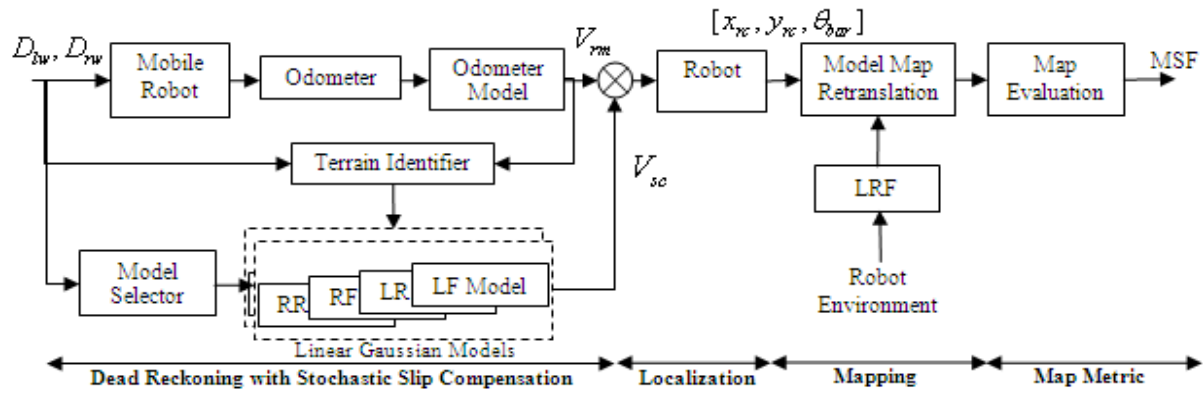 D_lw, D_rw
Mobile
Robot
Odometer
Odometer
Model
V_rm
Robot
[x_rc, y_rc, θ_bar]
Model Map
Retranslation
Map
Evaluation
MSF
Terrain Identifier
V_sc
LRF
Robot
Environment
Model
Selector
RR
RF
LR
LF Model
Linear Gaussian Models
Dead Reckoning with Stochastic Slip Compensation
Localization
Mapping
Map Metric